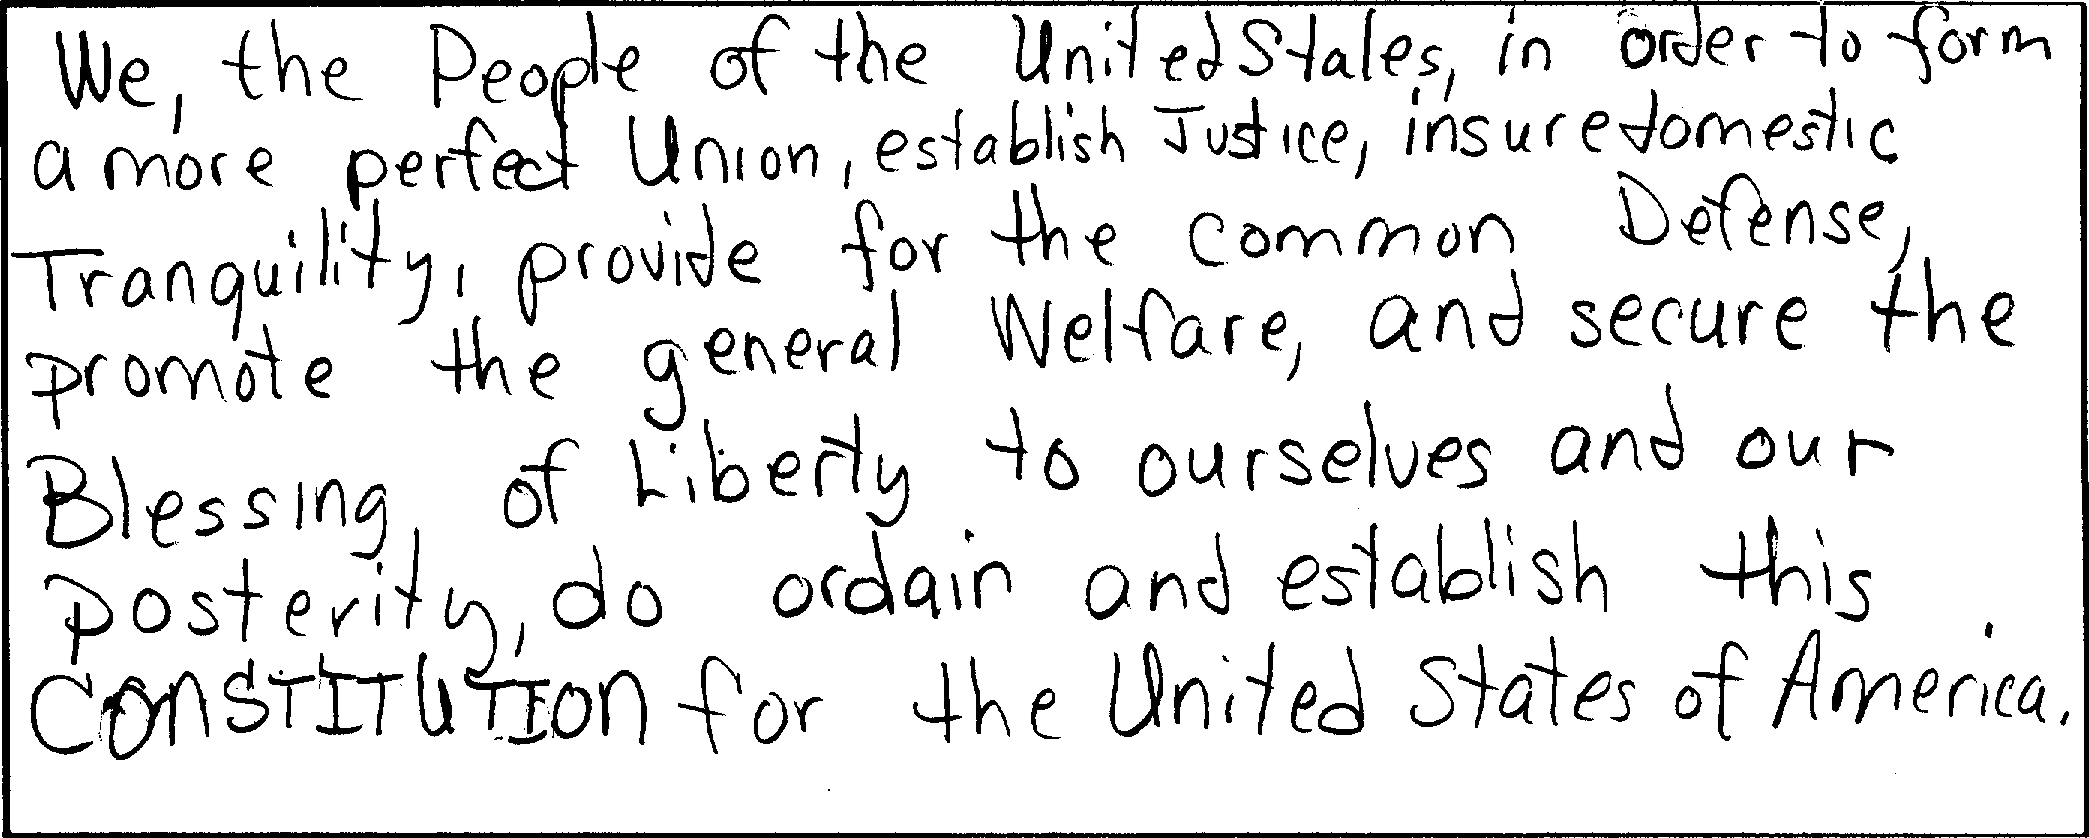 We, the People of the United States, in order to form
a more perfect Union, establish Justice, insure domestic
Tranquility, provide for the common Defense,
promote the general Welfare, and secure the
Blessing, of Liberty to ourselves and our
posterity, do ordain and establish this
CONSTITUTION for the United States of America.